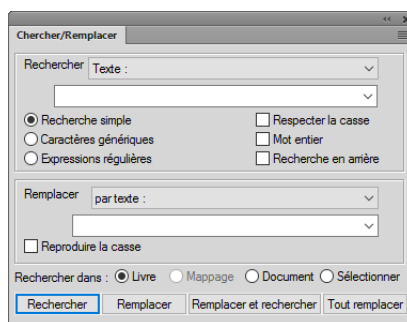 Chercher/Remplacer
Rechercher Texte :
Recherche simple Respecter la casse
Caractères génériques Mot entier
Expressions régulières Recherche en arrière
Remplacer par texte :
Reproduire la casse
Rechercher dans : Livre Mappage Document Sélectionner
Rechercher Remplacer Remplacer et rechercher Tout remplacer